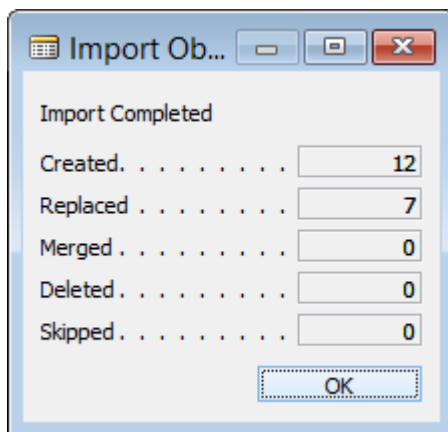 Import Ob...
Import Completed
Created. . . . . . . . . 12
Replaced . . . . . . . . 7
Merged . . . . . . . . . 0
Deleted . . . . . . . . . 0
Skipped . . . . . . . . . 0
OK